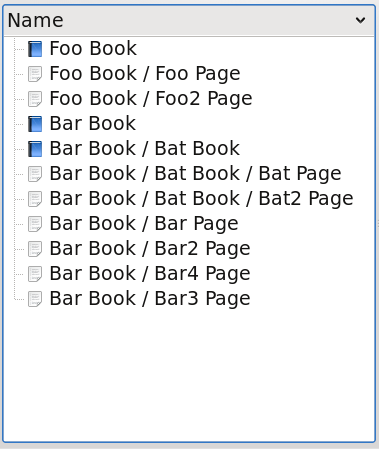 Name
Foo Book
Foo Book / Foo Page
Foo Book / Foo2 Page
Bar Book
Bar Book / Bat Book
Bar Book / Bat Book / Bat Page
Bar Book / Bat Book / Bat2 Page
Bar Book / Bar Page
Bar Book / Bar2 Page
Bar Book / Bar4 Page
Bar Book / Bar3 Page